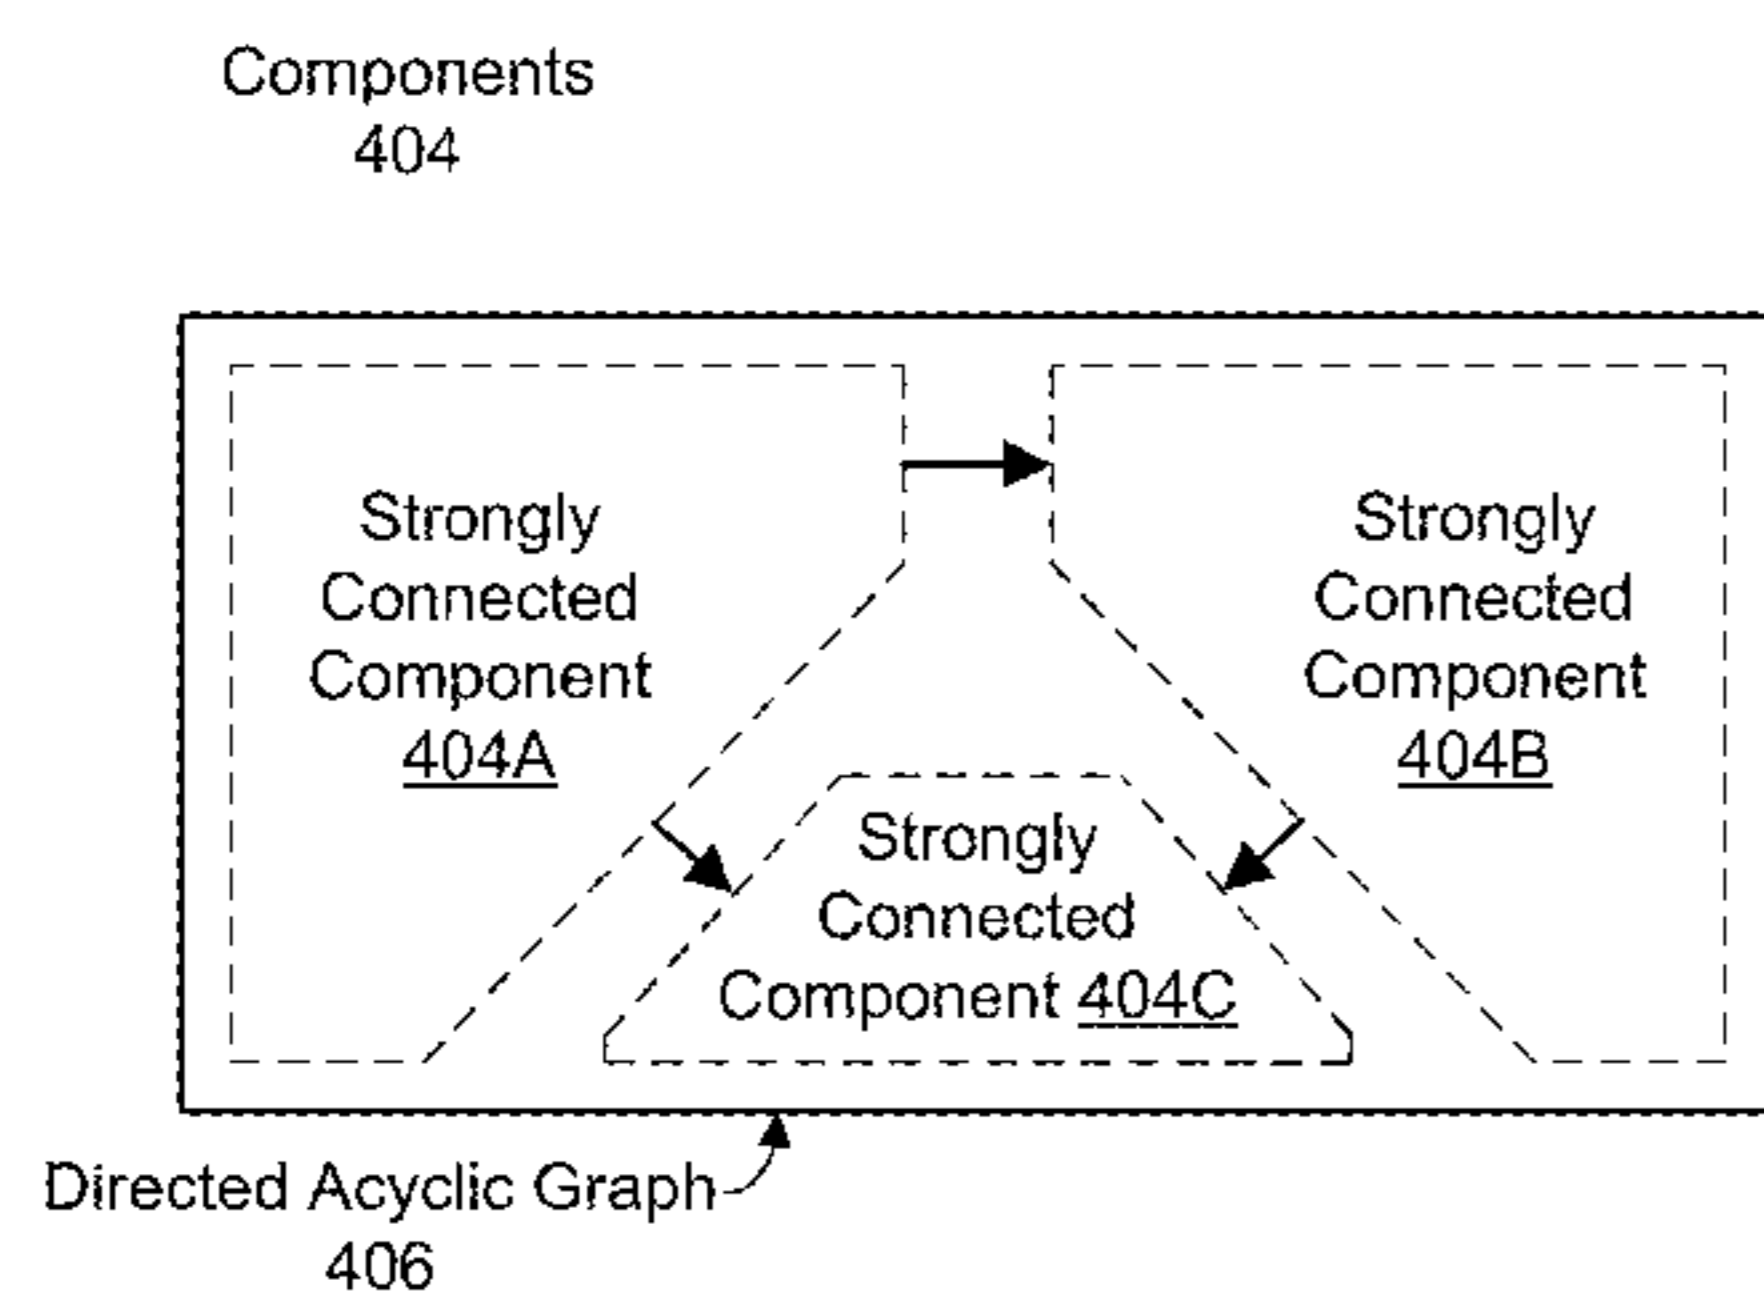 Components
404
Strongly
Connected
Component
404A
Strongly
Connected
Component
404B
Strongly
Connected
Component 404C
Directed Acyclic Graph
406